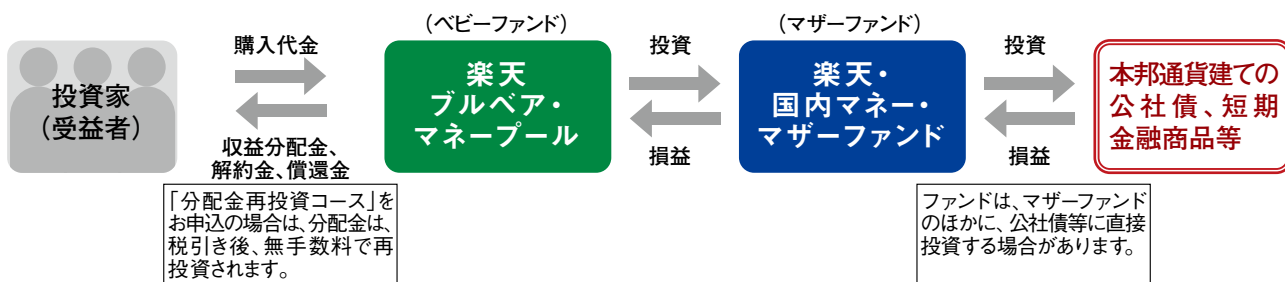 投資家
(受益者)
購入代金
収益分配金、
解約金、償還金
「分配金再投資コース」を
お申込の場合は、分配金は、
税引き後、無手数料で再
投資されます。
(ベビーファンド)
楽天
ブルベア・
マネープール
投資
損益
(マザーファンド)
楽天・
国内マネー・
マザーファンド
投資
損益
本邦通貨建ての
公社債、短期
金融商品等
ファンドは、マザーファンド
のほかに、公社債等に直接
投資する場合があります。